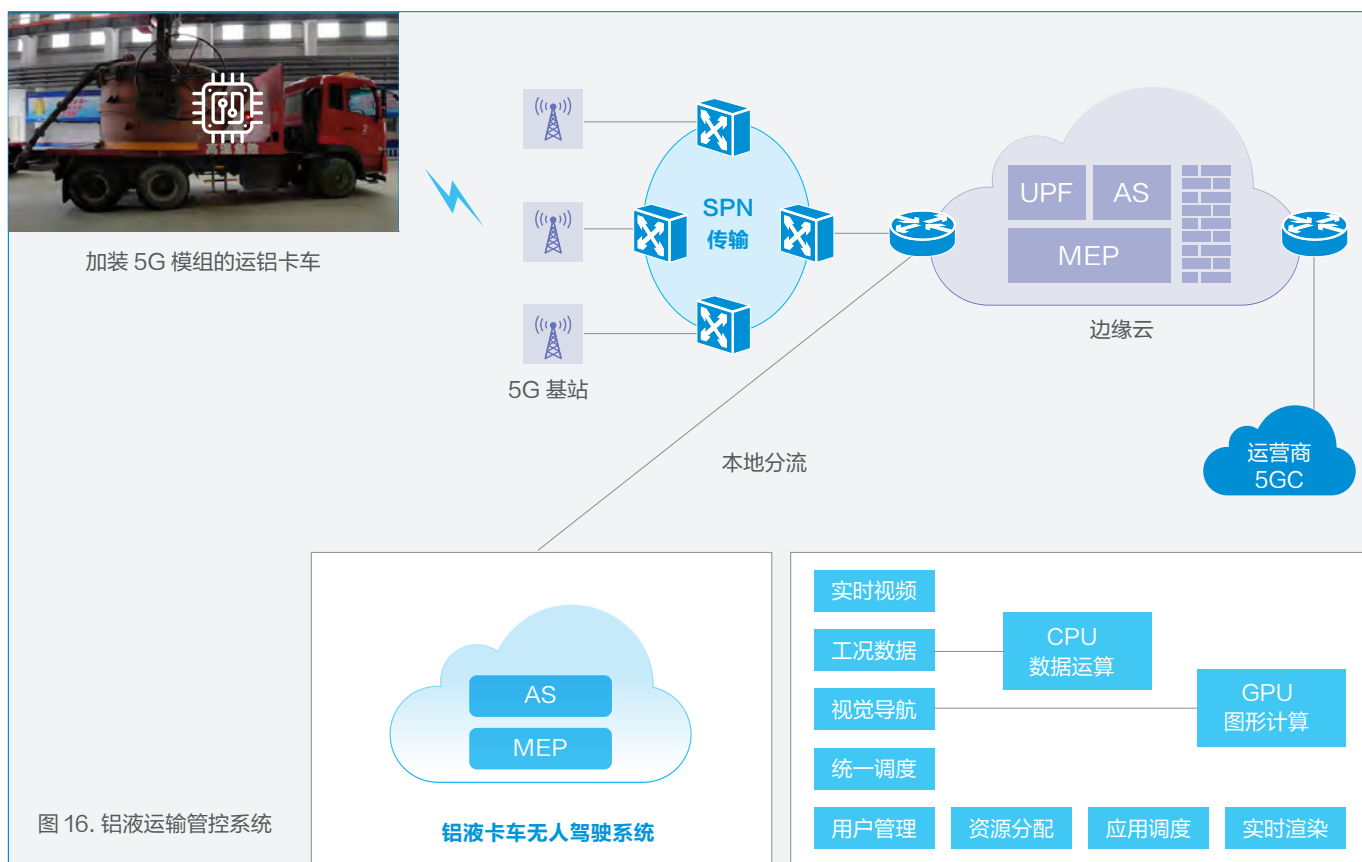 加装 5G 模组的运铝卡车
5G 基站
SPN
传输
UPF
AS
MEP
边缘云
运营商
5GC
本地分流
AS
MEP
铝液卡车无人驾驶系统
实时视频
工况数据
视觉导航
统一调度
CPU
数据运算
GPU
图形计算
用户管理
资源分配
应用调度
实时渲染
图 16. 铝液运输管控系统